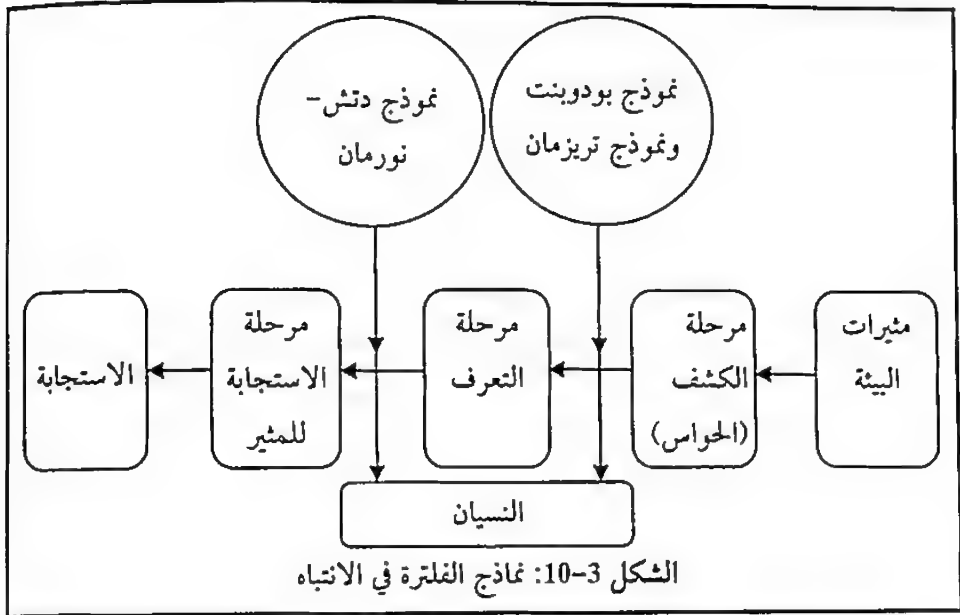 نموذج بودوبنت
ونموذج تريزمان
نموذج دتش-
نورمان
مثيرات
البيئة
مرحلة
الكشف
(الحواس)
مرحلة
التعرف
مرحلة
الاستجابة
للمثير
الاستجابة
النسيان
الشكل 3-10: نماذج الفلترة في الانتباه